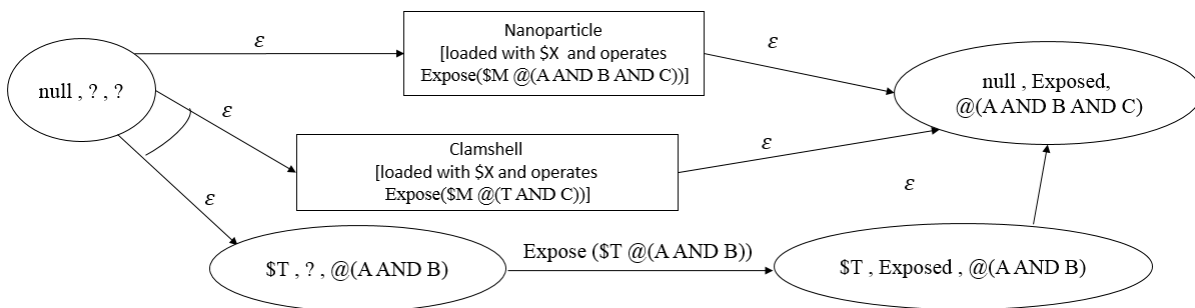 ε
Nanoparticle
[loaded with $X and operates
Expose($M @(A AND B AND C))]
ε
null , ? , ?
null , Exposed,
@(A AND B AND C)
ε
Clamshell
[loaded with $X and operates
Expose($M @(T AND C))]
ε
ε
ε
$T , ? , @(A AND B)
Expose ($T @(A AND B))
$T , Exposed , @(A AND B)